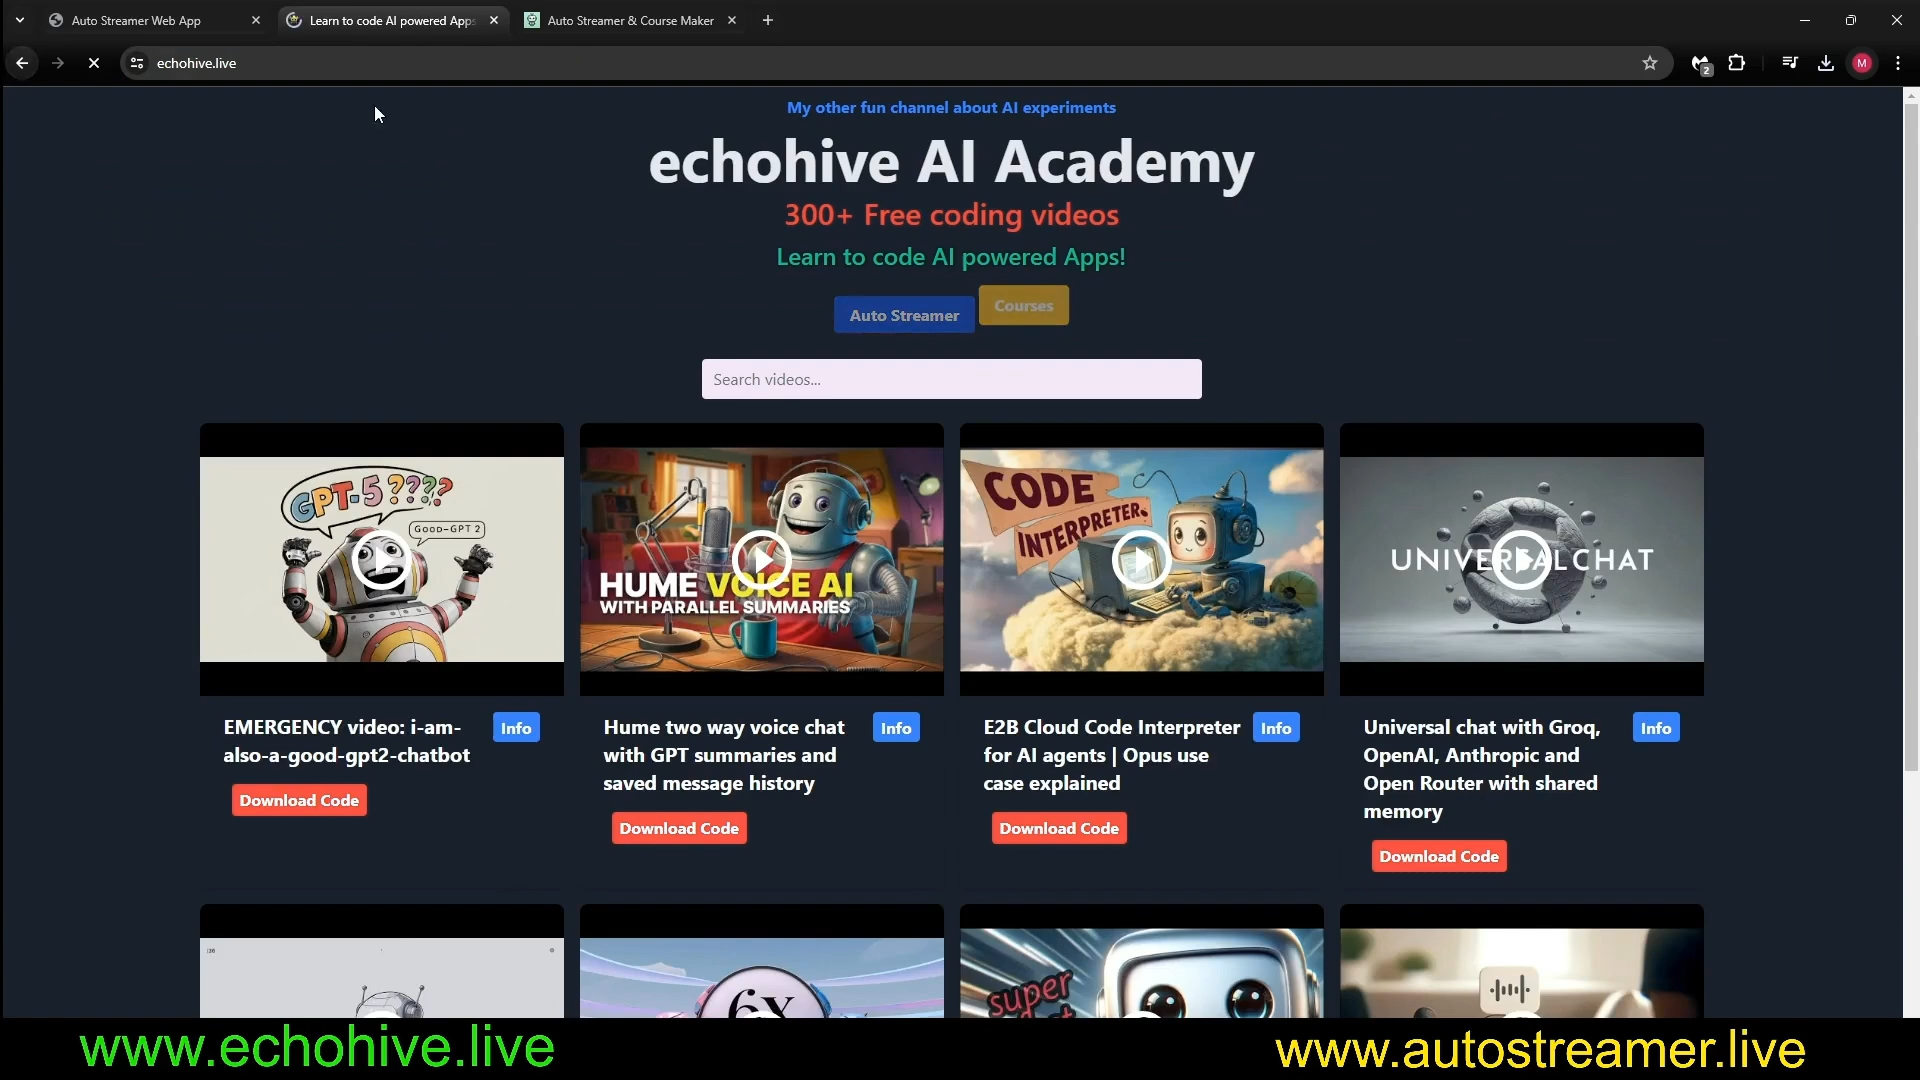 Auto Streamer Web App
Learn to code AI powered Apps
Auto Streamer & Course Maker
echohive.live
2
M
My other fun channel about AI experiments
echohive AI Academy
300+ Free coding videos
Learn to code AI powered Apps!
Auto Streamer
Courses
Search videos...
GPT-5 ????
GOOD-GPT 2
HUME VOICE AI
WITH PARALLEL SUMMARIES
CODE
INTERPRETER
UNIVERSALCHAT
EMERGENCY video: i-am-
also-a-good-gpt2-chatbot
Info
Download Code
Hume two way voice chat
with GPT summaries and
saved message history
Info
Download Code
E2B Cloud Code Interpreter
for AI agents | Opus use
case explained
Info
Download Code
Universal chat with Groq,
OpenAI, Anthropic and
Open Router with shared
memory
Info
Download Code
6x
super
www.echohive.live
www.autostreamer.live